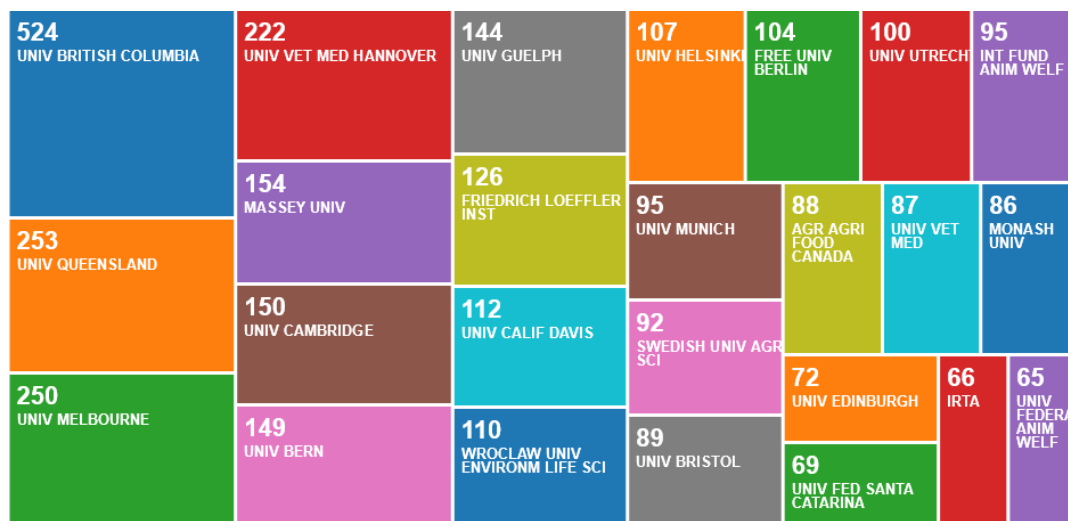 524
UNIV BRITISH COLUMBIA
253
UNIV QUEENSLAND
250
UNIV MELBOURNE
222
UNIV VET MED HANNOVER
154
MASSEY UNIV
150
UNIV CAMBRIDGE
149
UNIV BERN
144
UNIV GUELPH
126
FRIEDRICH LOEFFLER
INST
112
UNIV CALIF DAVIS
110
WROCLAW UNIV
ENVIRONM LIFE SCI
107
UNIV HELSINKI
104
FREE UNIV
BERLIN
100
UNIV UTRECHT
95
INT FUND
ANIM WELF
95
UNIV MUNICH
92
SWEDISH UNIV AGR
SCI
89
UNIV BRISTOL
88
AGR AGRI
FOOD
CANADA
87
UNIV VET
MED
86
MONASH
UNIV
72
UNIV EDINBURGH
69
UNIV FED SANTA
CATARINA
66
IRTA
65
UNIV
FEDERA
ANIM
WELF